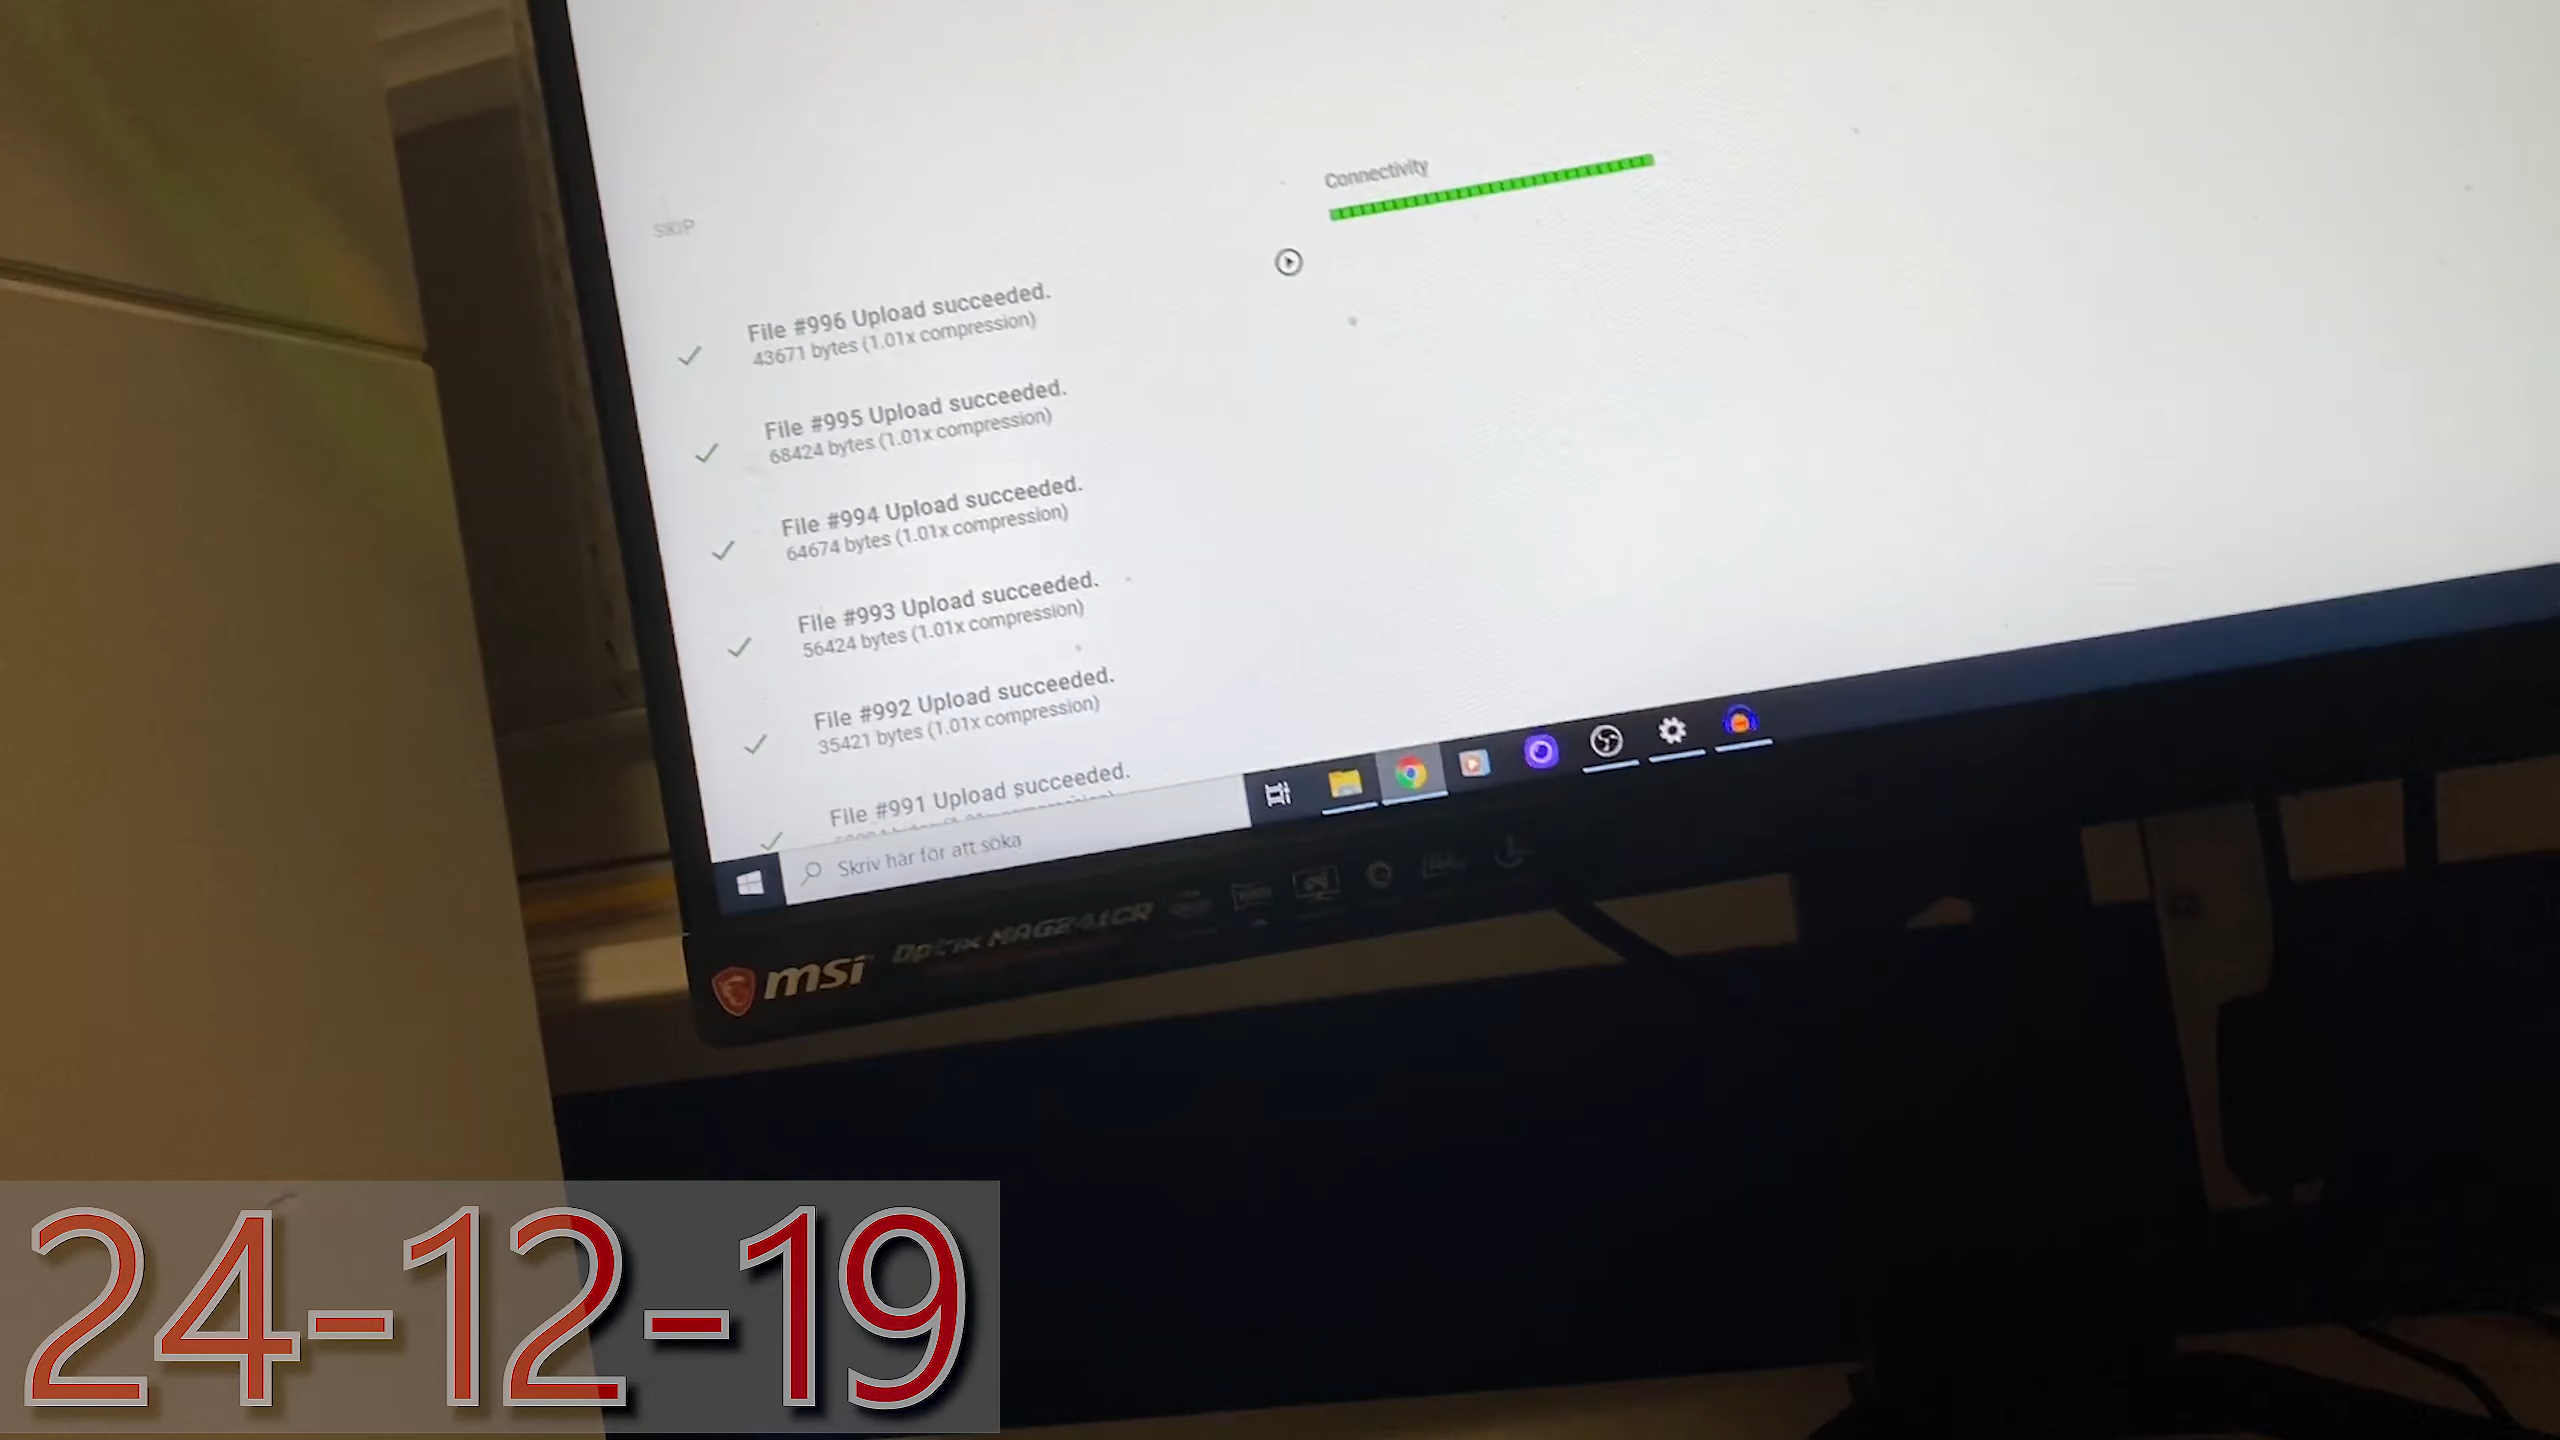 Connectivity
SKIP
File #996 Upload succeeded.
43671 bytes (1.01x compression)
File #995 Upload succeeded.
68424 bytes (1.01x compression)
File #994 Upload succeeded.
64674 bytes (1.01x compression)
File #993 Upload succeeded.
56424 bytes (1.01x compression)
File #992 Upload succeeded.
35421 bytes (1.01x compression)
File #991 Upload succeeded.
Skriv här för att söka
msi Optix MAG241CR
24-12-19